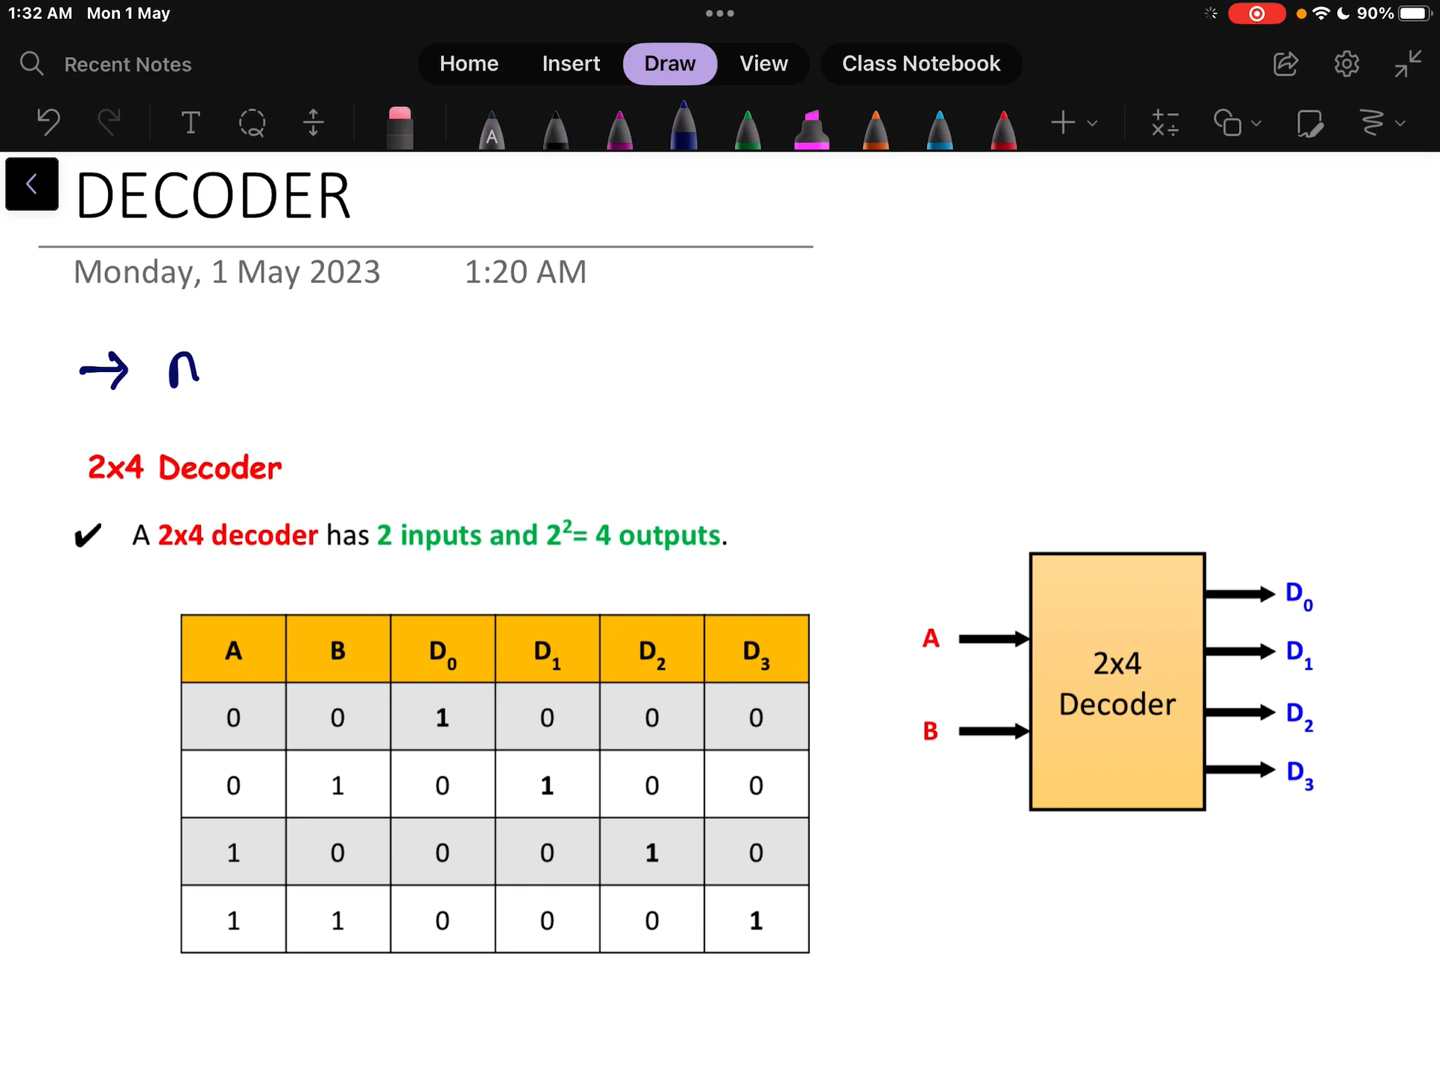 1:32 AM Mon 1 May
90%
Recent Notes
Home Insert Draw View Class Notebook
T A
DECODER
Monday, 1 May 2023 1:20 AM
→ n
2x4 Decoder
✔ A 2x4 decoder has 2 inputs and 2²= 4 outputs.
A B D₀ D₁ D₂ D₃
0 0 1 0 0 0
0 1 0 1 0 0
1 0 0 0 1 0
1 1 0 0 0 1
A
B
2x4
Decoder
D₀
D₁
D₂
D₃